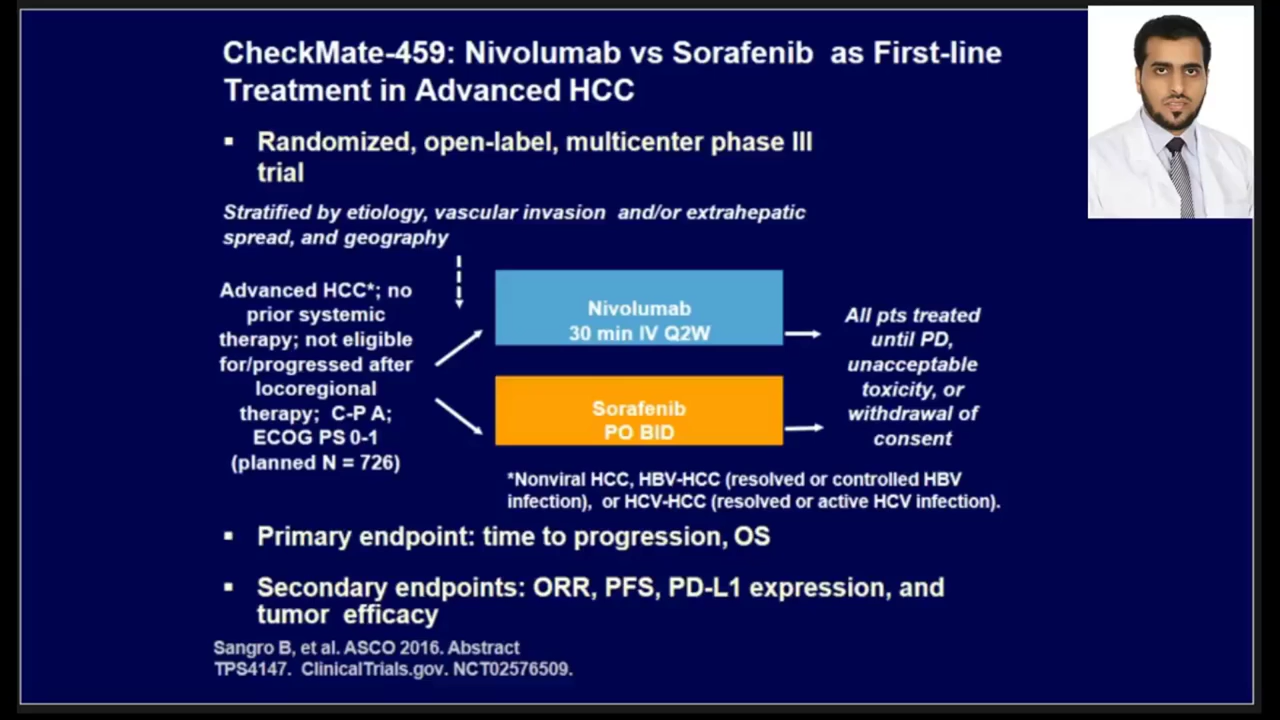 CheckMate-459: Nivolumab vs Sorafenib as First-line
Treatment in Advanced HCC
▪ Randomized, open-label, multicenter phase III
trial
Stratified by etiology, vascular invasion and/or extrahepatic
spread, and geography
Advanced HCC*; no
prior systemic
therapy; not eligible
for/progressed after
locoregional
therapy; C-P A;
ECOG PS 0-1
(planned N = 726)
Nivolumab
30 min IV Q2W
Sorafenib
PO BID
All pts treated
until PD,
unacceptable
toxicity, or
withdrawal of
consent
*Nonviral HCC, HBV-HCC (resolved or controlled HBV
infection), or HCV-HCC (resolved or active HCV infection).
▪ Primary endpoint: time to progression, OS
▪ Secondary endpoints: ORR, PFS, PD-L1 expression, and
tumor efficacy
Sangro B, et al. ASCO 2016. Abstract
TPS4147. ClinicalTrials.gov. NCT02576509.